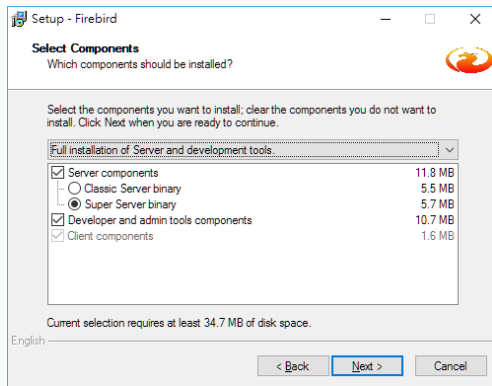 Setup - Firebird
Select Components
Which components should be installed?
Select the components you want to install; clear the components you do not want to
install. Click Next when you are ready to continue.
Full installation of Server and development tools.
Server components 11.8 MB
Classic Server binary 5.5 MB
Super Server binary 5.7 MB
Developer and admin tools components 10.7 MB
Client components 1.6 MB
Current selection requires at least 34.7 MB of disk space.
English
< Back Next > Cancel